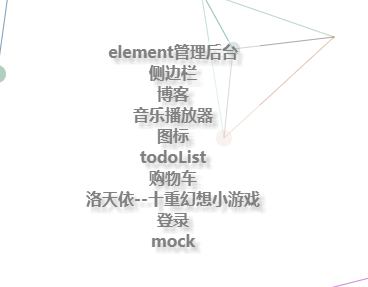 element管理后台
侧边栏
博客
音乐播放器
图标
todoList
购物车
洛天依--十重幻想小游戏
登录
mock